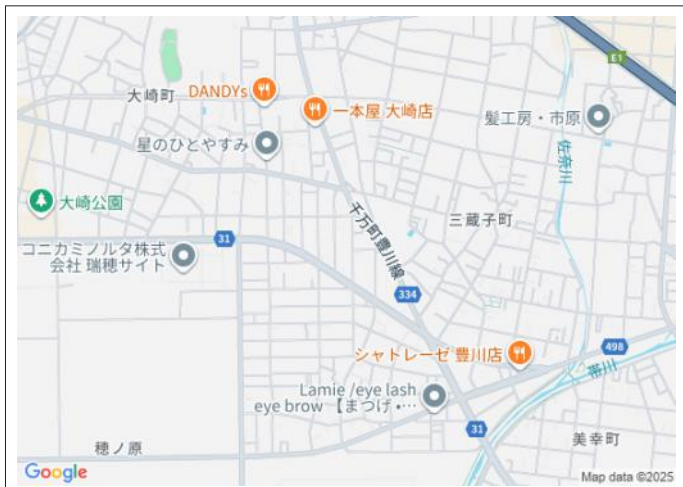 E1
DANDYs
大崎町
一本屋 大崎店
髪工房・市原
星のひとやすみ
佐奈川
大崎公園
千万町豊川線
三蔵子町
31
コニカミノルタ株式
会社 瑞穂サイト
334
シャトレーゼ 豊川店
498
帯川
Lamie /eye lash
eye brow 【まつげ •…
31
穂ノ原
美幸町
Google
Map data ©2025